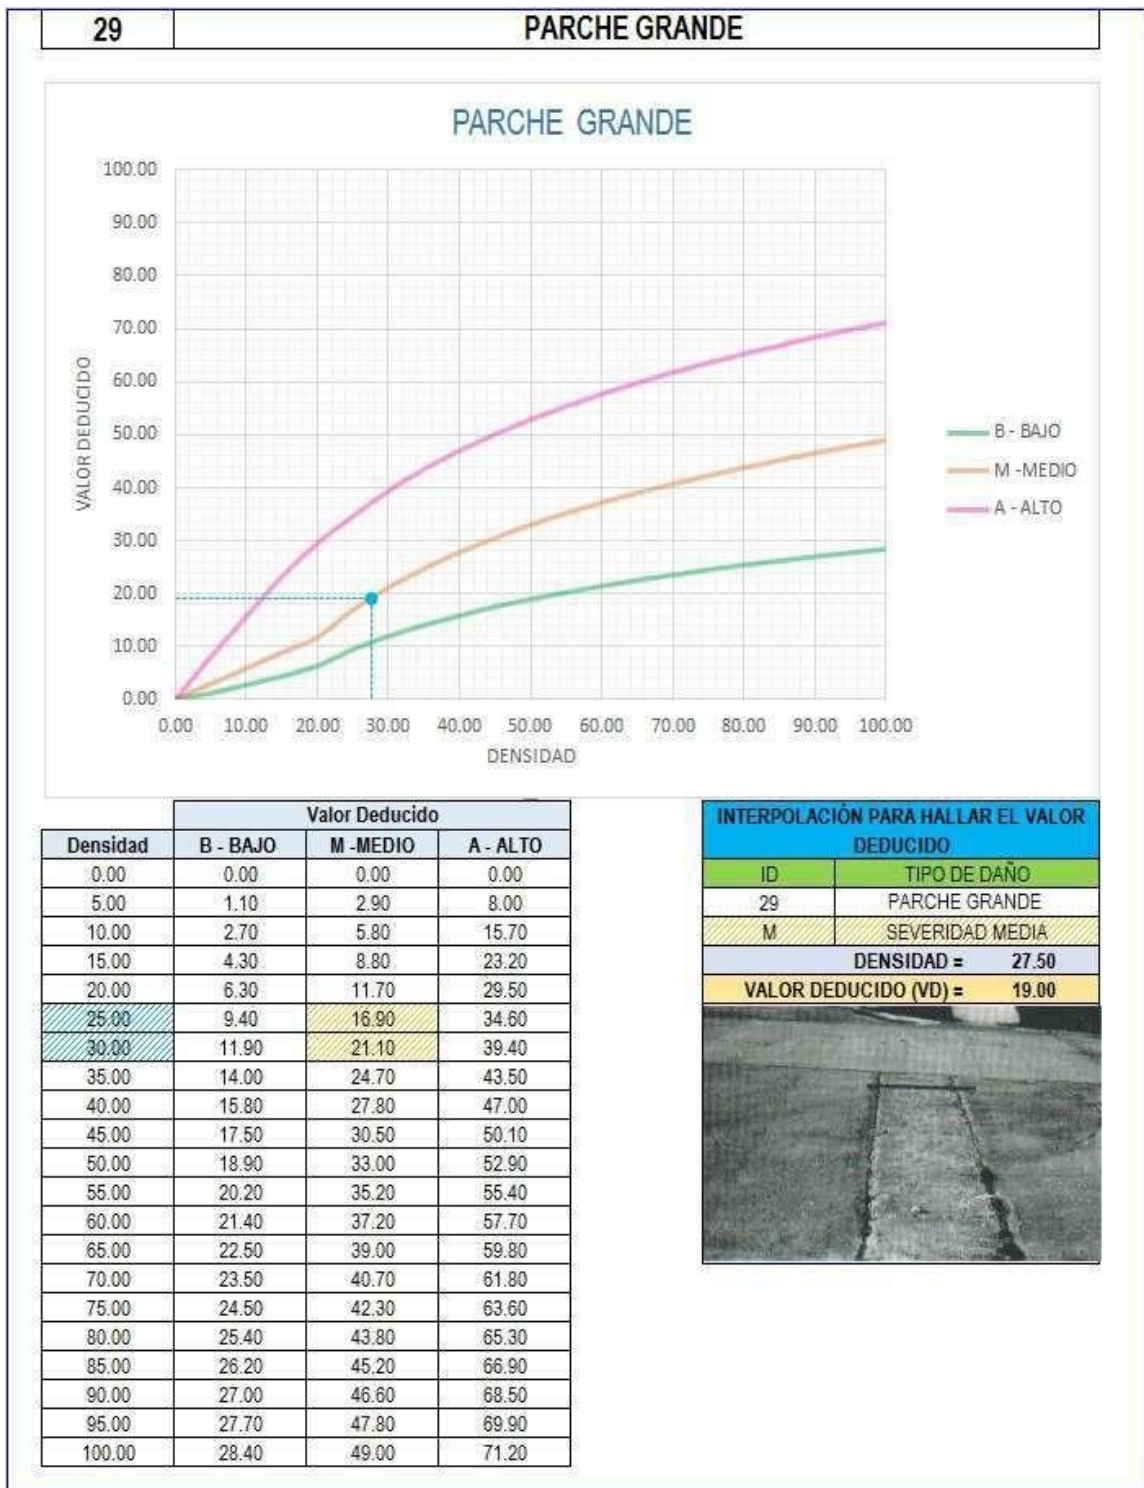 29 PARCHE GRANDE
PARCHE GRANDE
100.00
90.00
80.00
70.00
60.00
50.00
40.00
30.00
20.00
10.00
0.00
VALOR DEDUCIDO
0.00 10.00 20.00 30.00 40.00 50.00 60.00 70.00 80.00 90.00 100.00
DENSIDAD
B - BAJO
M -MEDIO
A - ALTO
Valor Deducido
Densidad B - BAJO M -MEDIO A - ALTO
0.00 0.00 0.00 0.00
5.00 1.10 2.90 8.00
10.00 2.70 5.80 15.70
15.00 4.30 8.80 23.20
20.00 6.30 11.70 29.50
25.00 9.40 16.90 34.60
30.00 11.90 21.10 39.40
35.00 14.00 24.70 43.50
40.00 15.80 27.80 47.00
45.00 17.50 30.50 50.10
50.00 18.90 33.00 52.90
55.00 20.20 35.20 55.40
60.00 21.40 37.20 57.70
65.00 22.50 39.00 59.80
70.00 23.50 40.70 61.80
75.00 24.50 42.30 63.60
80.00 25.40 43.80 65.30
85.00 26.20 45.20 66.90
90.00 27.00 46.60 68.50
95.00 27.70 47.80 69.90
100.00 28.40 49.00 71.20
INTERPOLACIÓN PARA HALLAR EL VALOR
DEDUCIDO
ID TIPO DE DAÑO
29 PARCHE GRANDE
M SEVERIDAD MEDIA
DENSIDAD = 27.50
VALOR DEDUCIDO (VD) = 19.00